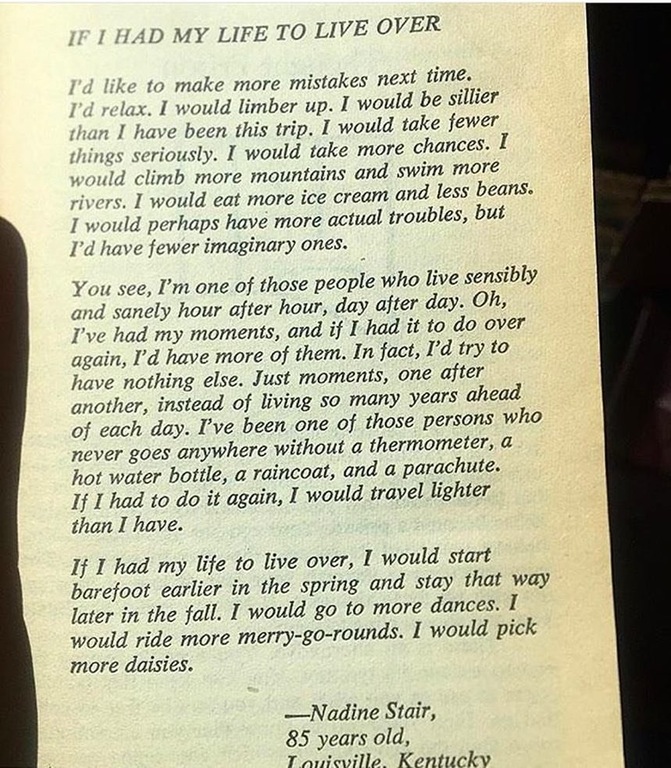 IF I HAD MY LIFE TO LIVE OVER
I'd like to make more mistakes next time.
I'd relax. I would limber up. I would be sillier
than I have been this trip. I would take fewer
things seriously. I would take more chances. I
would climb more mountains and swim more
rivers. I would eat more ice cream and less beans.
I would perhaps have more actual troubles, but
I'd have fewer imaginary ones.
You see, I'm one of those people who live sensibly
and sanely hour after hour, day after day. Oh,
I've had my moments, and if I had it to do over
again, I'd have more of them. In fact, I'd try to
have nothing else. Just moments, one after
another, instead of living so many years ahead
of each day. I've been one of those persons who
never goes anywhere without a thermometer, a
hot water bottle, a raincoat, and a parachute.
If I had to do it again, I would travel lighter
than I have.
If I had my life to live over, I would start
barefoot earlier in the spring and stay that way
later in the fall. I would go to more dances. I
would ride more merry-go-rounds. I would pick
more daisies.
—Nadine Stair,
85 years old,
Louisville, Kentucky